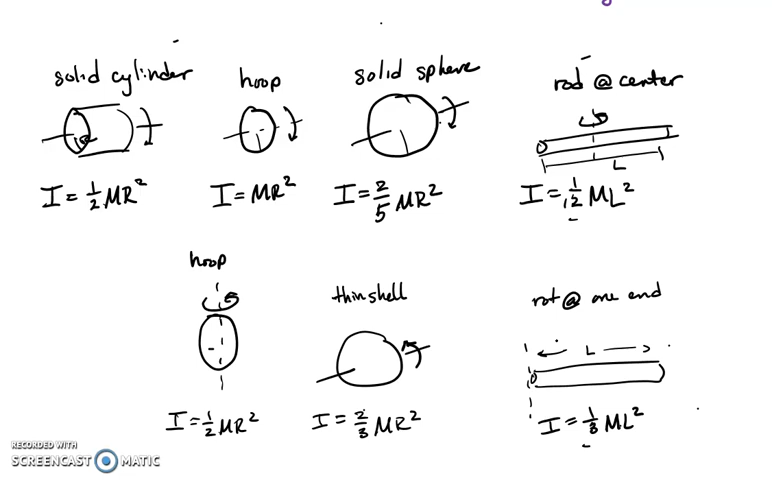 solid cylinder
hoop
solid sphere
rod @ center
L
I = 1/2 MR²
I = MR²
I = 2/5 MR²
I = 1/12 ML²
hoop
thin shell
rot @ one end
L
I = 1/2 MR²
I = 2/3 MR²
I = 1/3 ML²
RECORDED WITH
SCREENCAST MATIC